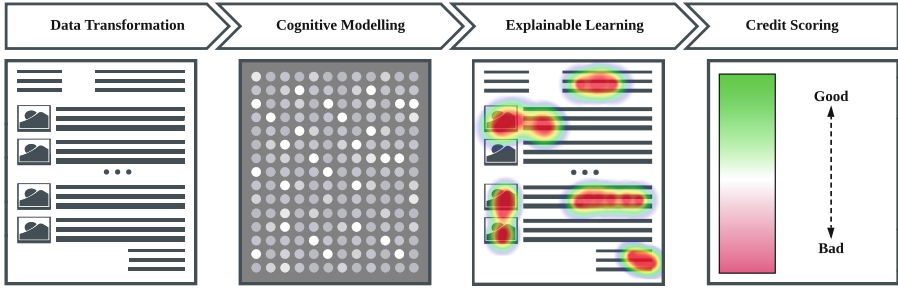 Data Transformation
Cognitive Modelling
Explainable Learning
Credit Scoring
Good
Bad